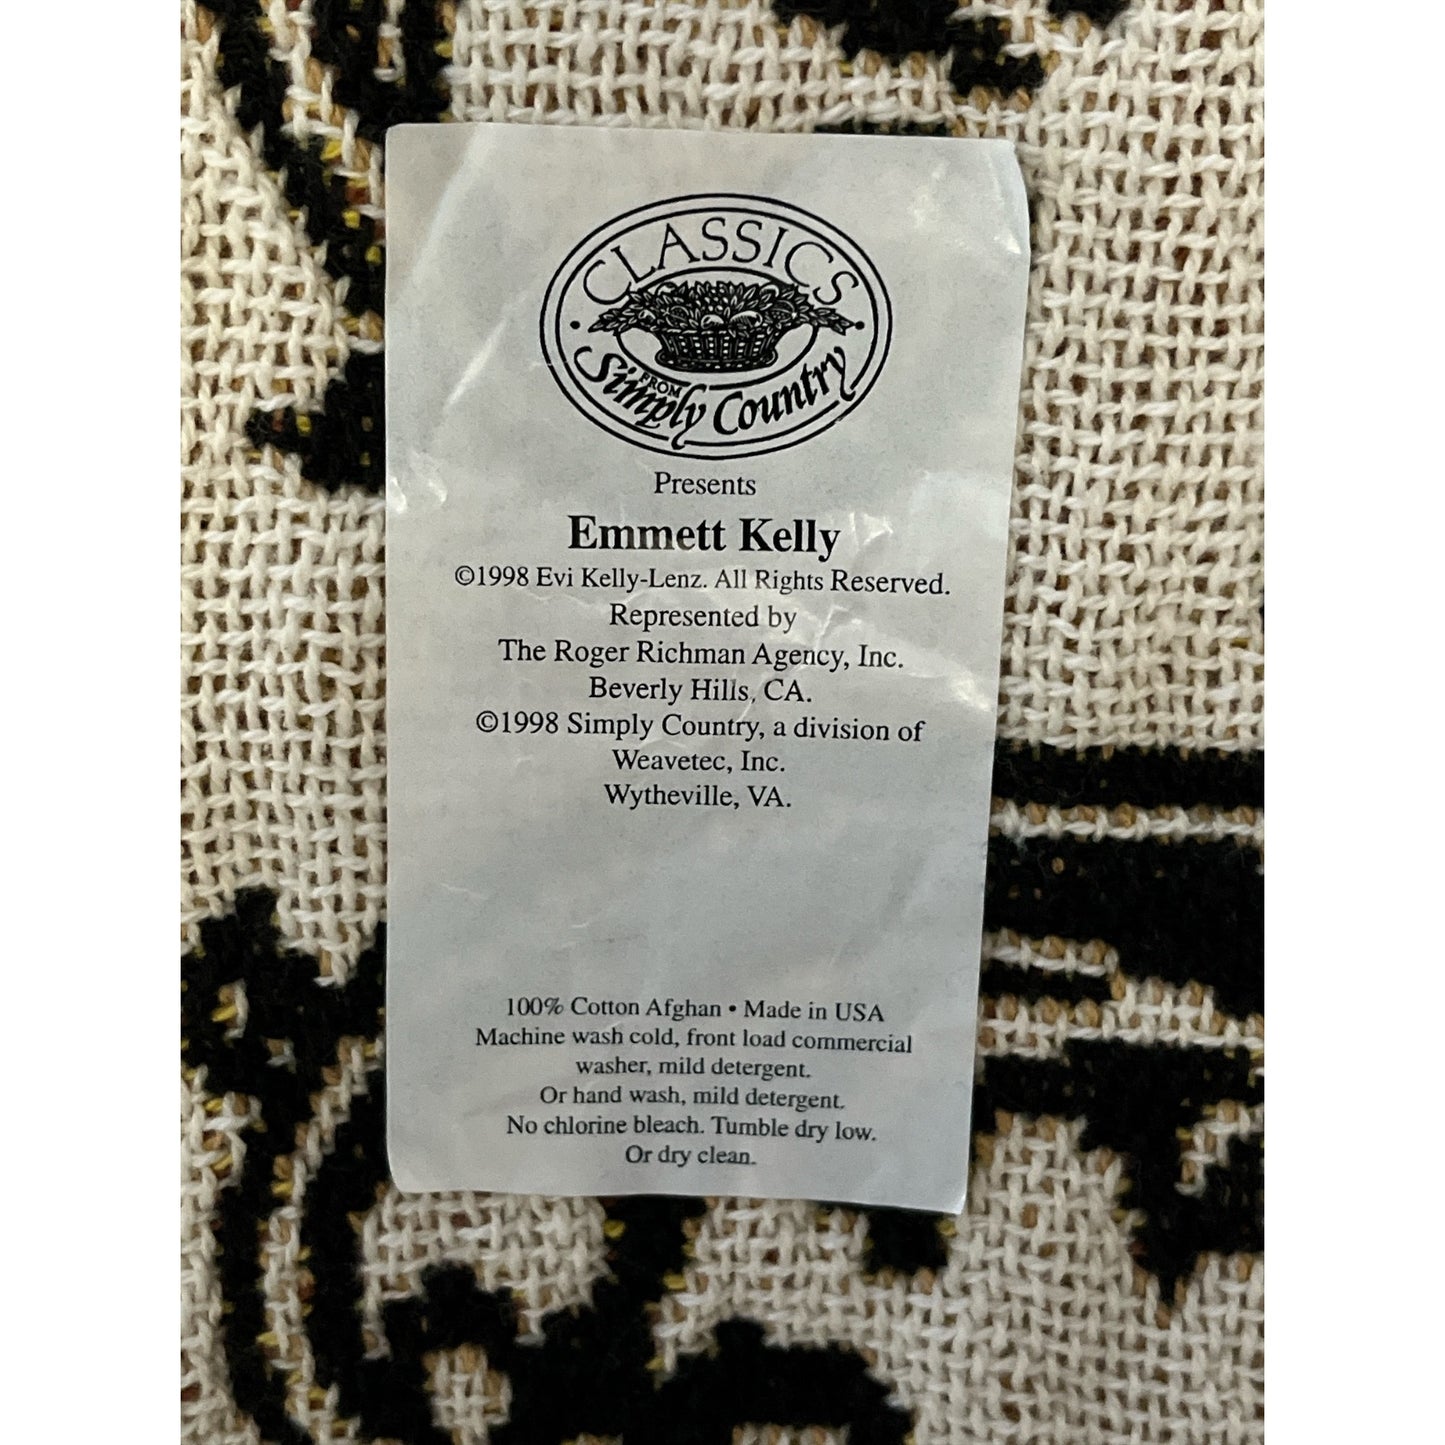 CLASSICS
FROM
Simply Country
Presents
Emmett Kelly
©1998 Evi Kelly-Lenz. All Rights Reserved.
Represented by
The Roger Richman Agency, Inc.
Beverly Hills, CA.
©1998 Simply Country, a division of
Weavetec, Inc.
Wytheville, VA.
100% Cotton Afghan • Made in USA
Machine wash cold, front load commercial
washer, mild detergent.
Or hand wash, mild detergent.
No chlorine bleach. Tumble dry low.
Or dry clean.